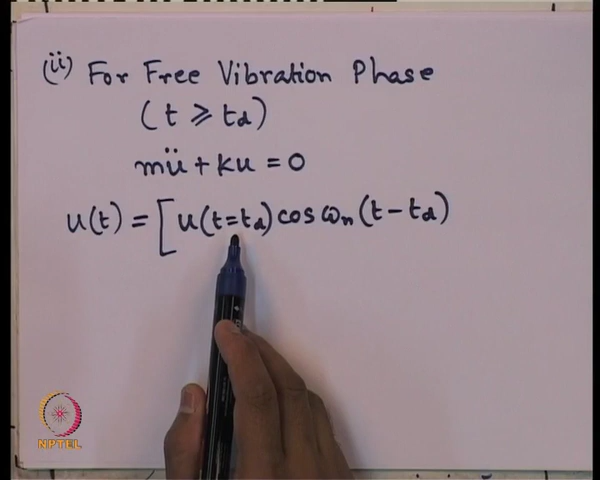 (ii) For Free Vibration Phase
(t ≥ td)
mü + ku = 0
u(t) = [u(t=td) cos ωn (t - td)
NPTEL